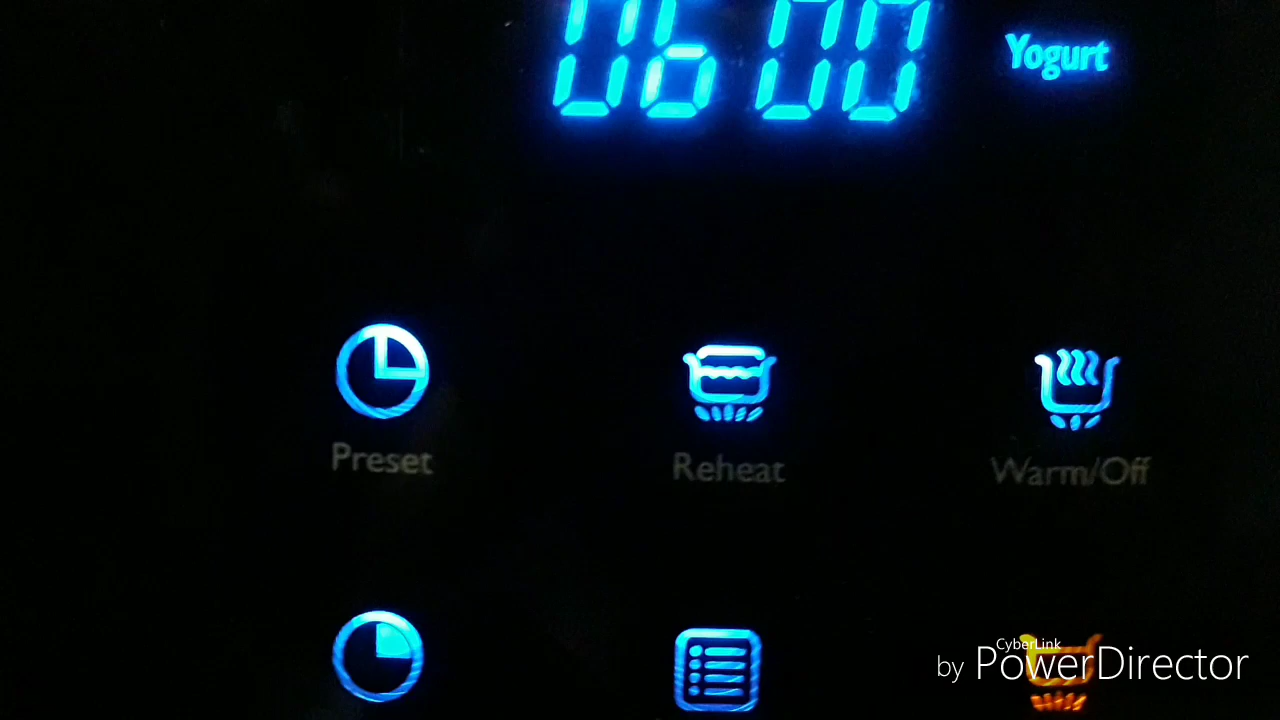 06 00
Yogurt
Preset
Reheat
Warm/Off
CyberLink
by PowerDirector